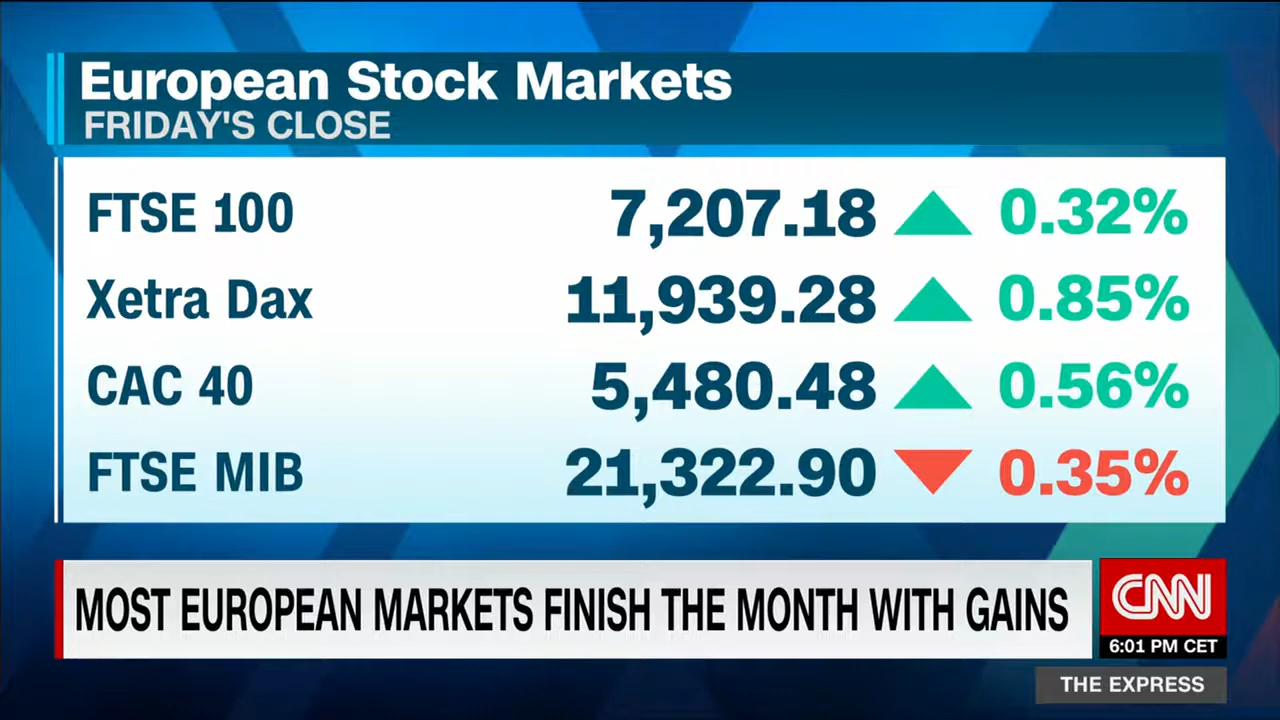 European Stock Markets
FRIDAY'S CLOSE
FTSE 100 7,207.18 0.32%
Xetra Dax 11,939.28 0.85%
CAC 40 5,480.48 0.56%
FTSE MIB 21,322.90 0.35%
MOST EUROPEAN MARKETS FINISH THE MONTH WITH GAINS
CNN
6:01 PM CET
THE EXPRESS